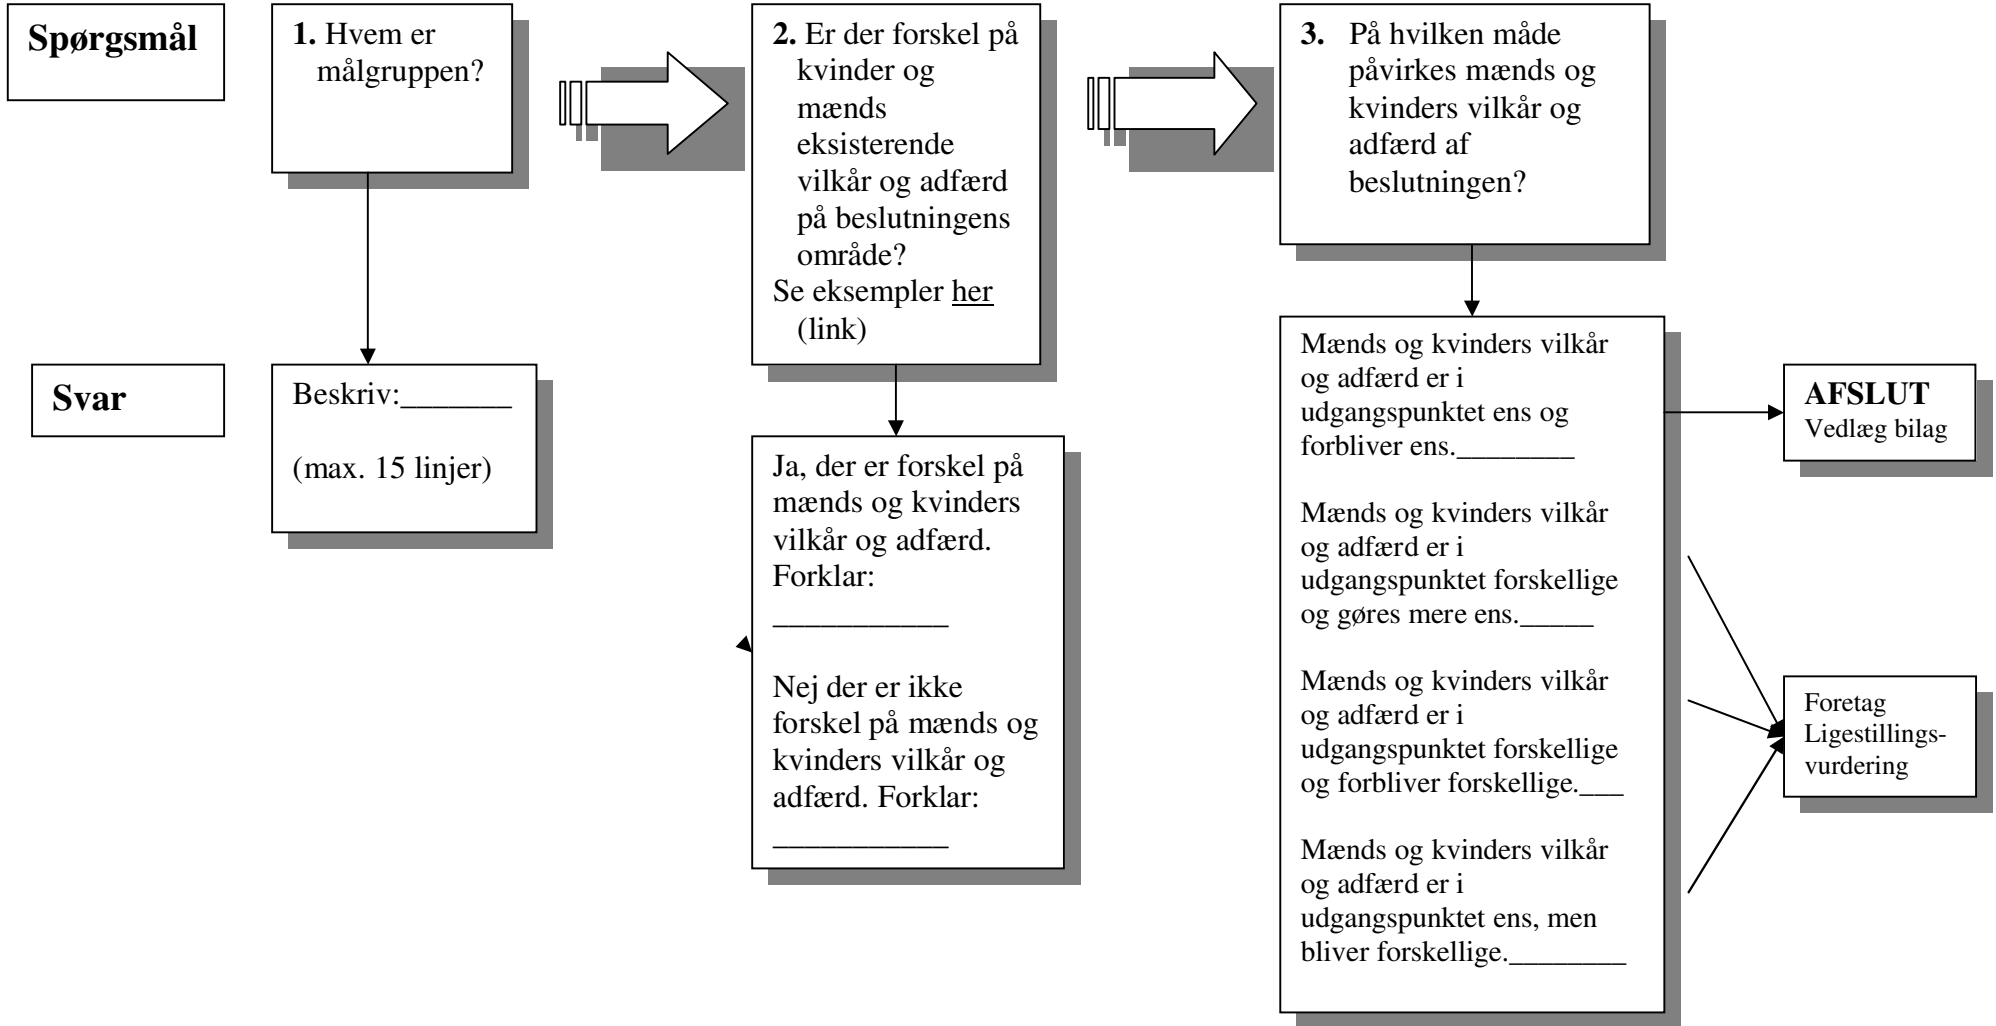 Spørgsmål
1. Hvem er
målgruppen?
2. Er der forskel på
kvinder og
mænds
eksisterende
vilkår og adfærd
på beslutningens
område?
Se eksempler her
(link)
3. På hvilken måde
påvirkes mænds og
kvinders vilkår og
adfærd af
beslutningen?
Svar
Beskriv:_______
(max. 15 linjer)
Ja, der er forskel på
mænds og kvinders
vilkår og adfærd.
Forklar:
___________
Nej der er ikke
forskel på mænds og
kvinders vilkår og
adfærd. Forklar:
___________
Mænds og kvinders vilkår
og adfærd er i
udgangspunktet ens og
forbliver ens.________
Mænds og kvinders vilkår
og adfærd er i
udgangspunktet forskellige
og gøres mere ens._____
Mænds og kvinders vilkår
og adfærd er i
udgangspunktet forskellige
og forbliver forskellige.___
Mænds og kvinders vilkår
og adfærd er i
udgangspunktet ens, men
bliver forskellige.________
AFSLUT
Vedlæg bilag
Foretag
Ligestillings-
vurdering